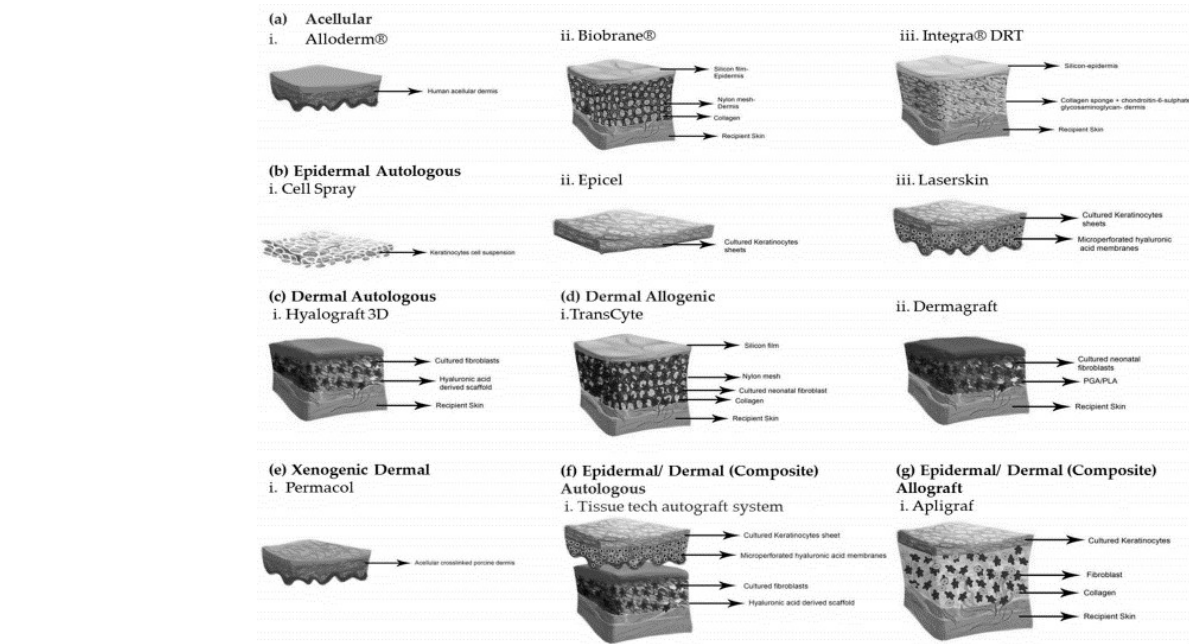 (a) Acellular
i. Alloderm®
Human acellular dermis
ii. Biobrane®
Silicon film-
Epidermis
Nylon mesh-
Dermis
Collagen
Recipient Skin
iii. Integra® DRT
Silicon-epidermis
Collagen sponge + chondroitin-6-sulphate
glycosaminoglycan- dermis
Recipient Skin
(b) Epidermal Autologous
i. Cell Spray
Keratinocytes cell suspension
ii. Epicel
Cultured Keratinocytes
sheets
iii. Laserskin
Cultured Keratinocytes
sheets
Microperforated hyaluronic
acid membranes
(c) Dermal Autologous
i. Hyalograft 3D
Cultured fibroblasts
Hyaluronic acid
derived scaffold
Recipient Skin
(d) Dermal Allogenic
i.TransCyte
Silicon film
Nylon mesh
Cultured neonatal fibroblast
Collagen
Recipient Skin
ii. Dermagraft
Cultured neonatal
fibroblasts
PGA/PLA
Recipient Skin
(e) Xenogenic Dermal
i. Permacol
Acellular crosslinked porcine dermis
(f) Epidermal/ Dermal (Composite)
Autologous
i. Tissue tech autograft system
Cultured Keratinocytes sheet
Microperforated hyaluronic acid membranes
Cultured fibroblasts
Hyaluronic acid derived scaffold
(g) Epidermal/ Dermal (Composite)
Allograft
i. Apligraf
Cultured Keratinocytes
Fibroblast
Collagen
Recipient Skin